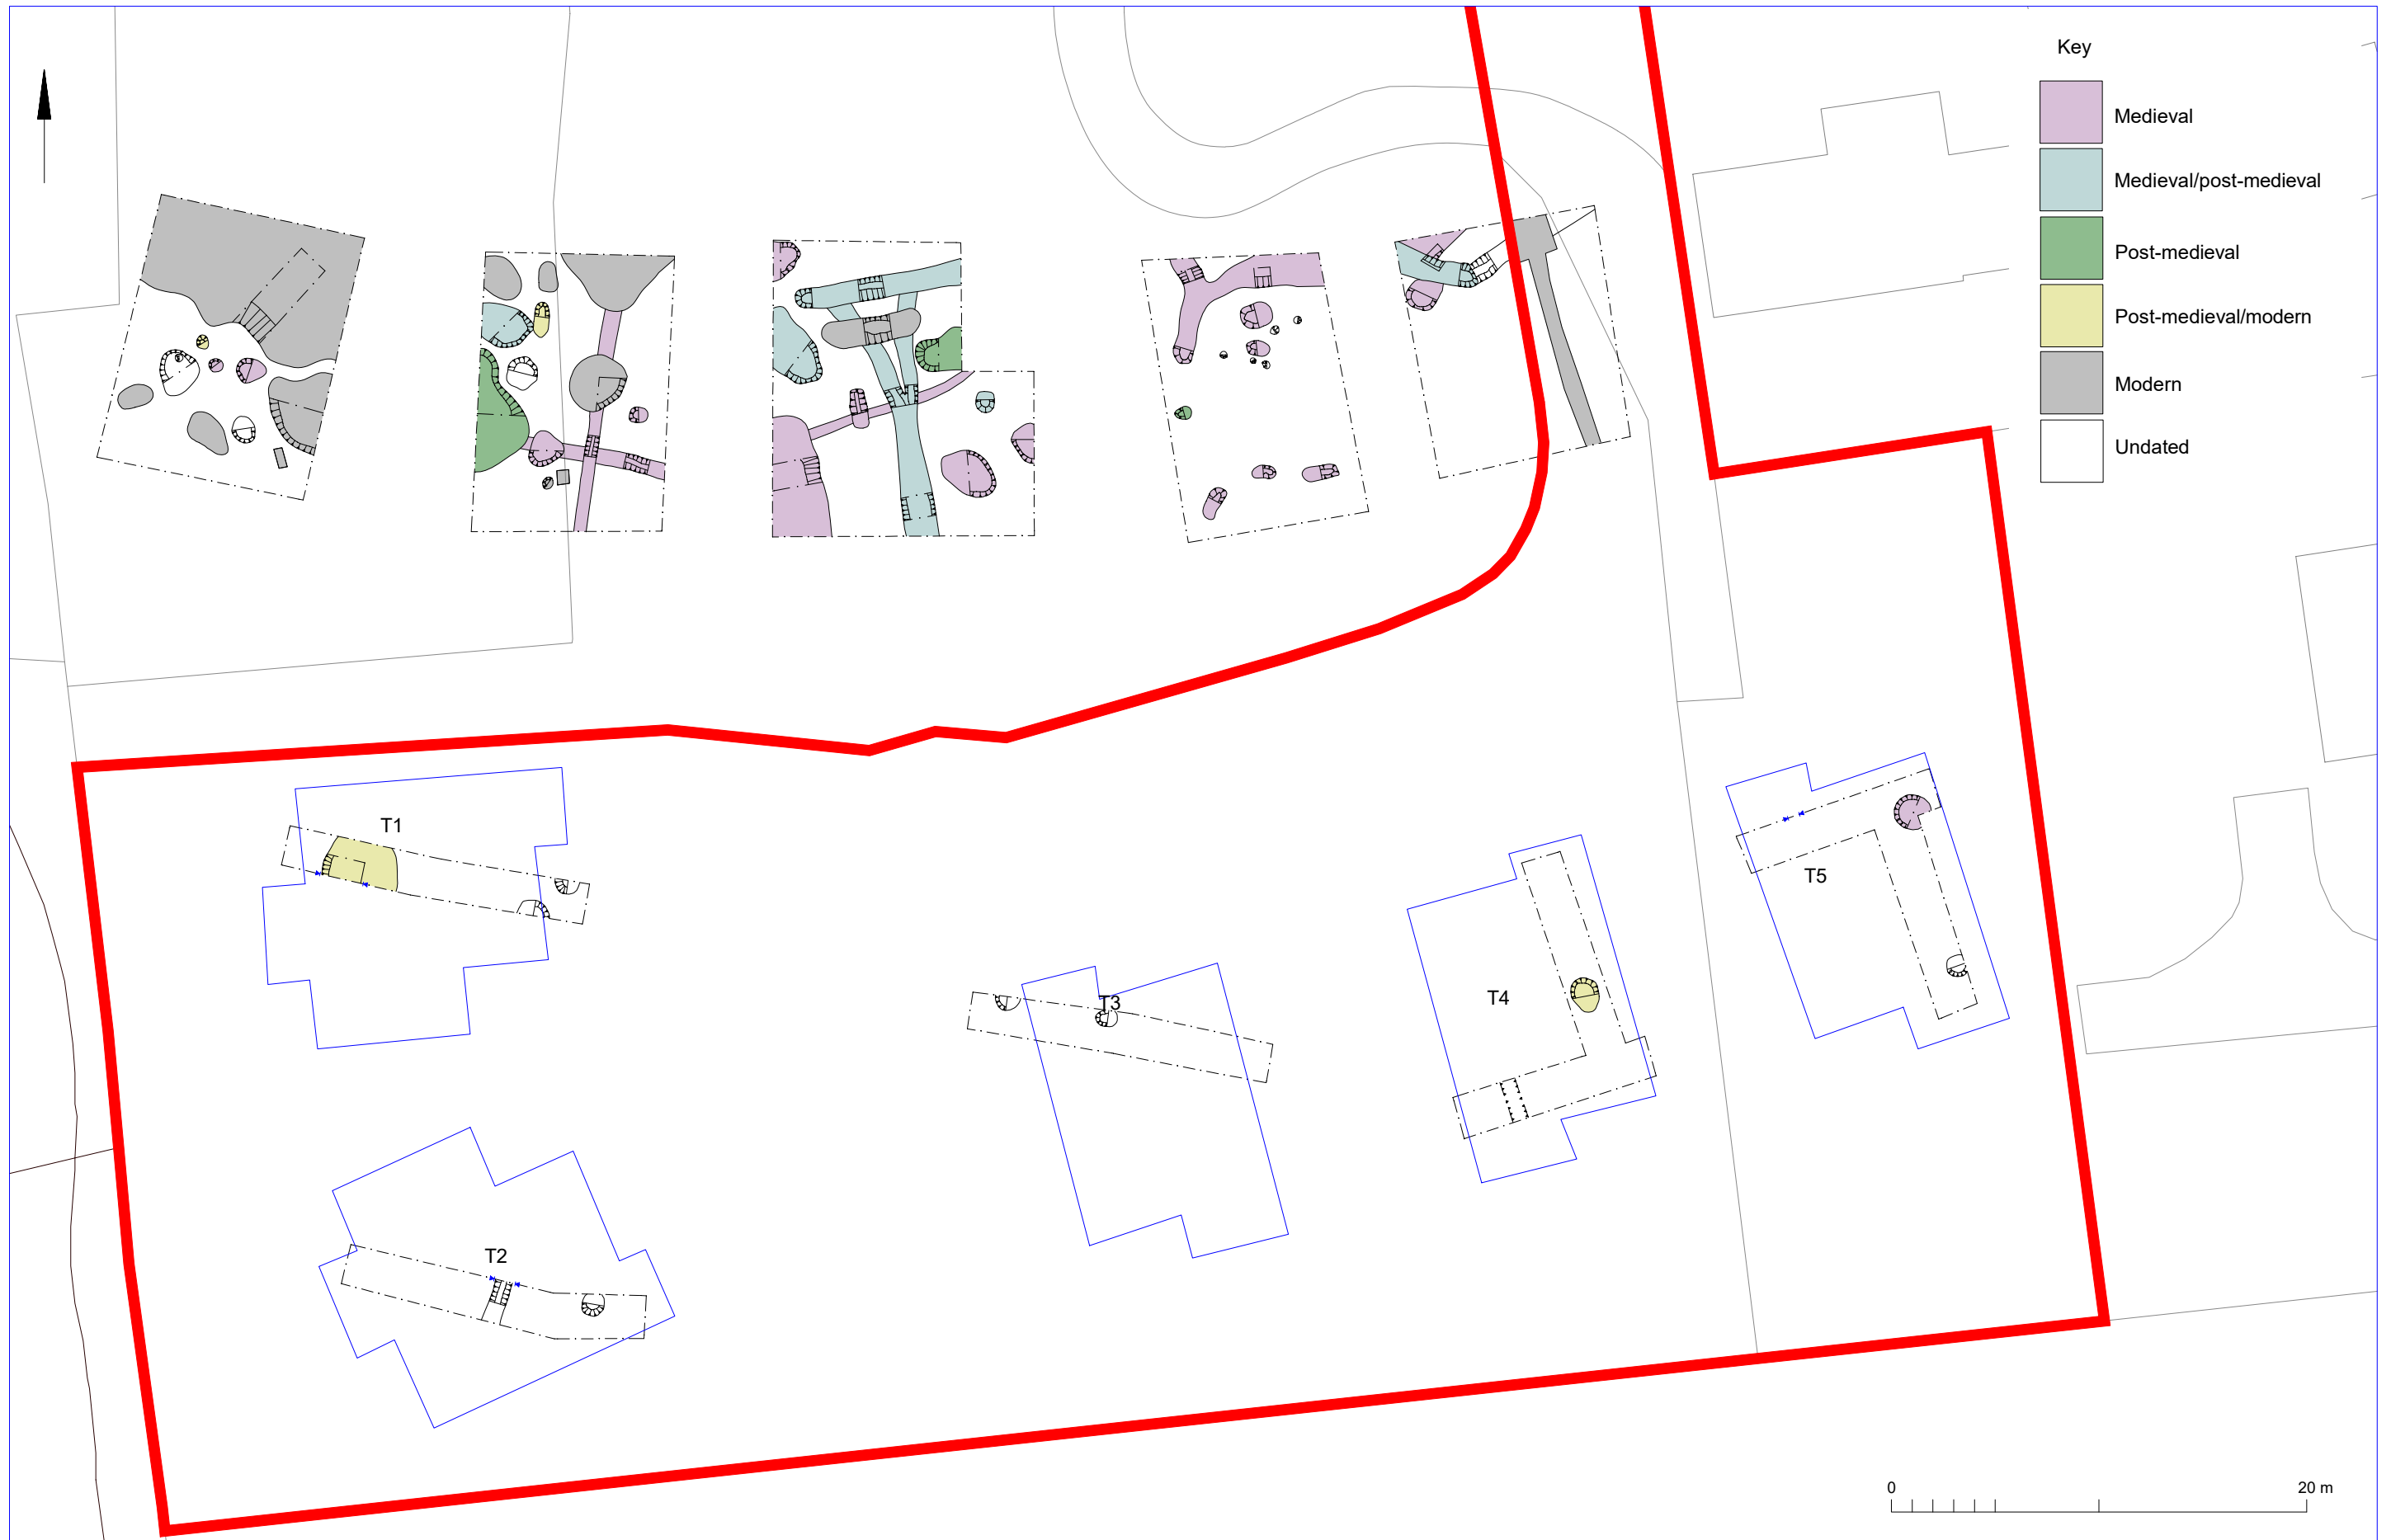 Key
Medieval
Medieval/post-medieval
Post-medieval
Post-medieval/modern
Modern
Undated
T1
T5
T3
T4
T2
0 20 m